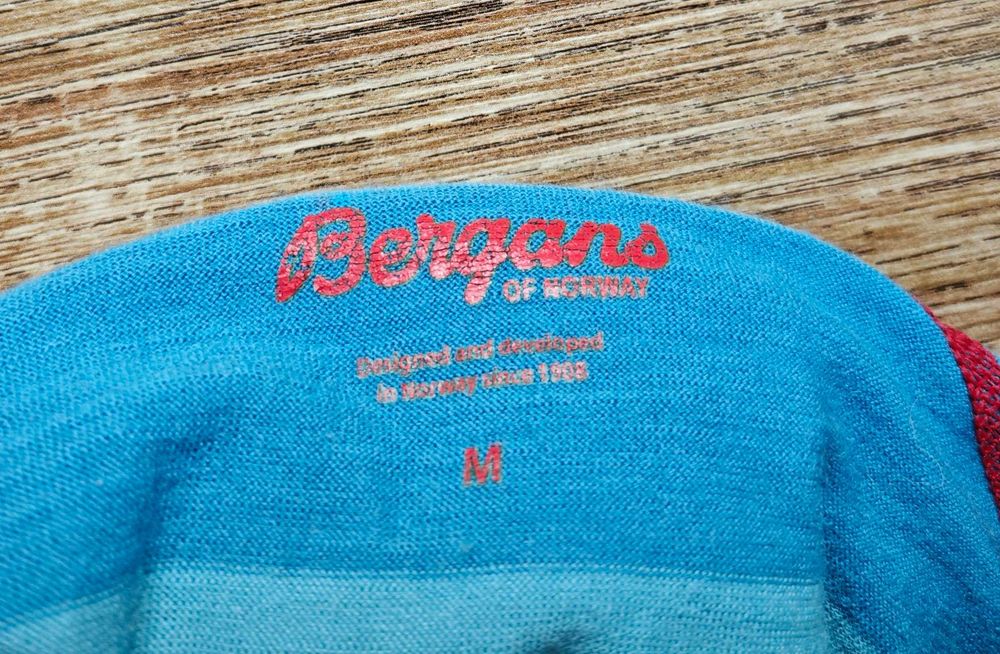 Bergans
OF NORWAY
Designed and developed
in Norway since 1908
M